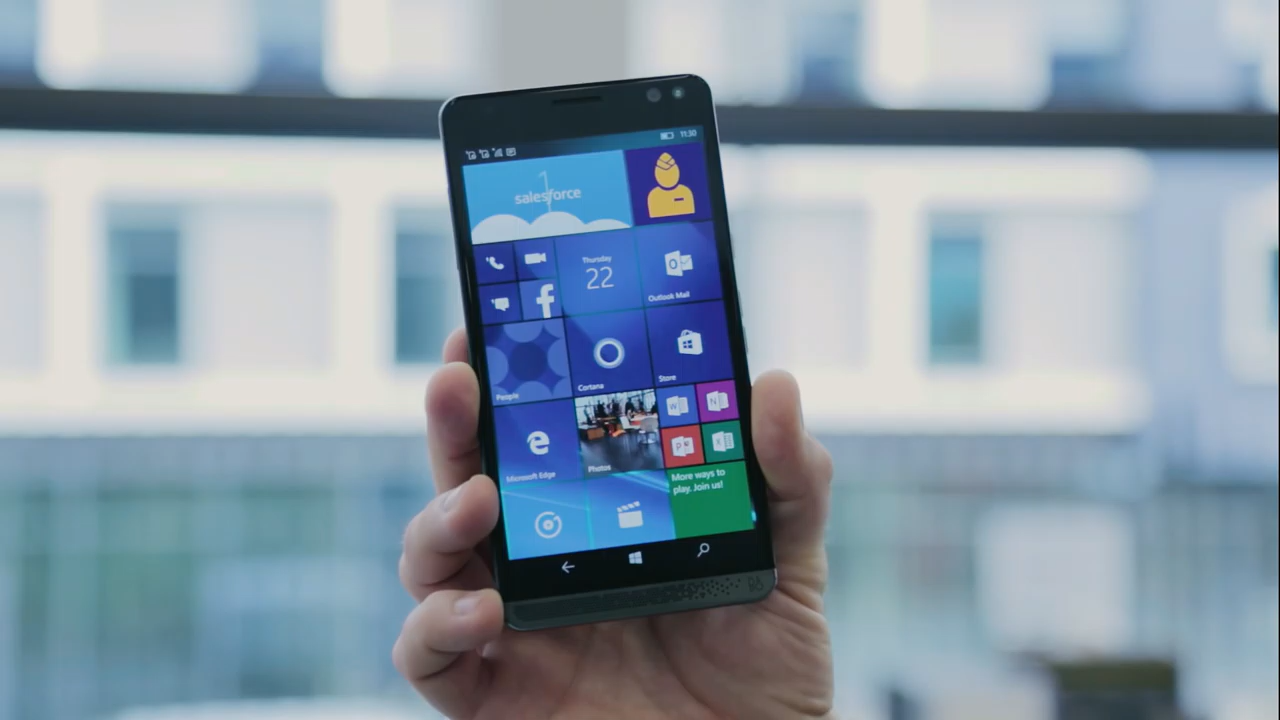 11:30
salesforce
1
Thursday
22
Outlook Mail
People
Cortana
Store
Microsoft Edge
Photos
More ways to
play. Join us!